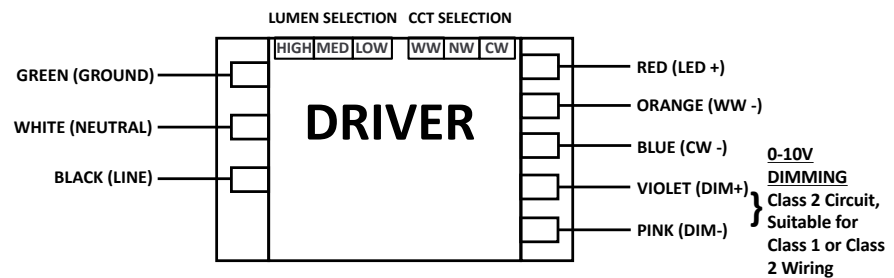 LUMEN SELECTION CCT SELECTION
HIGH MED LOW WW NW CW
GREEN (GROUND)
WHITE (NEUTRAL)
BLACK (LINE)
DRIVER
RED (LED +)
ORANGE (WW -)
BLUE (CW -)
VIOLET (DIM+)
PINK (DIM-)
}
0-10V
DIMMING
Class 2 Circuit,
Suitable for
Class 1 or Class
2 Wiring